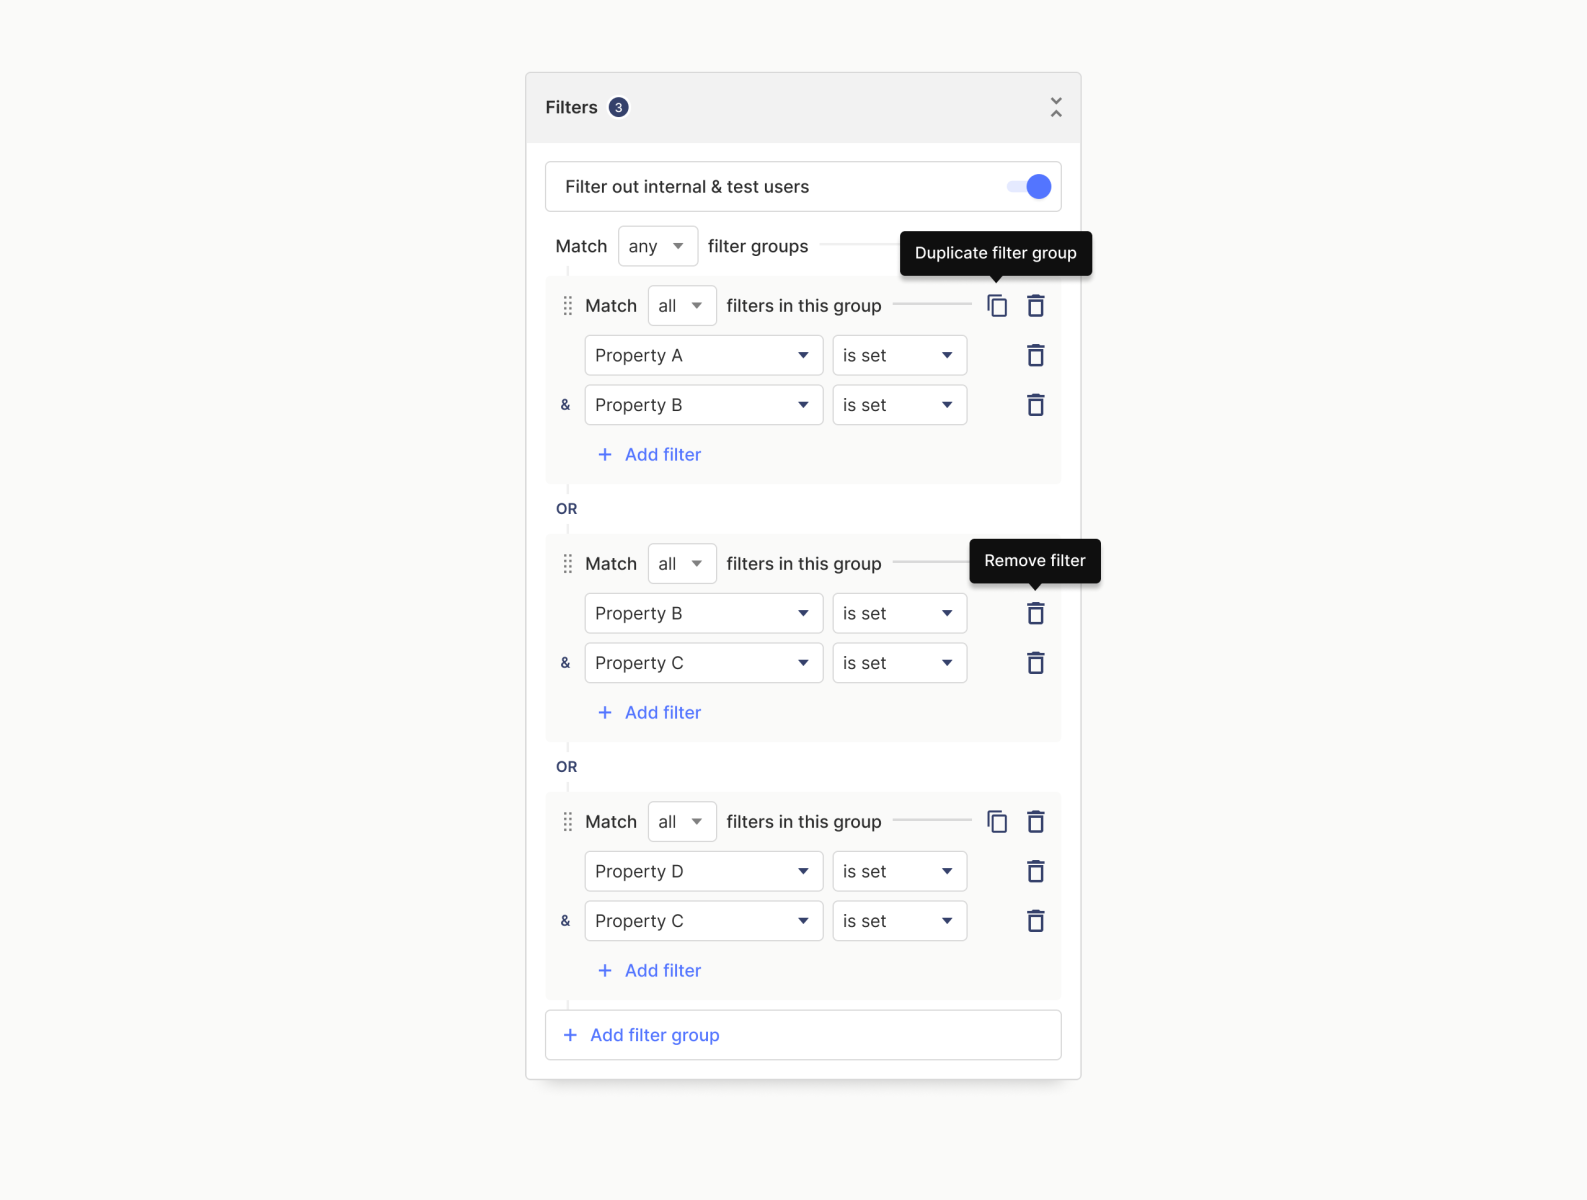 Filters 3
Filter out internal & test users
Match any filter groups
Duplicate filter group
Match all filters in this group
Property A is set
& Property B is set
+ Add filter
OR
Match all filters in this group
Remove filter
Property B is set
& Property C is set
+ Add filter
OR
Match all filters in this group
Property D is set
& Property C is set
+ Add filter
+ Add filter group